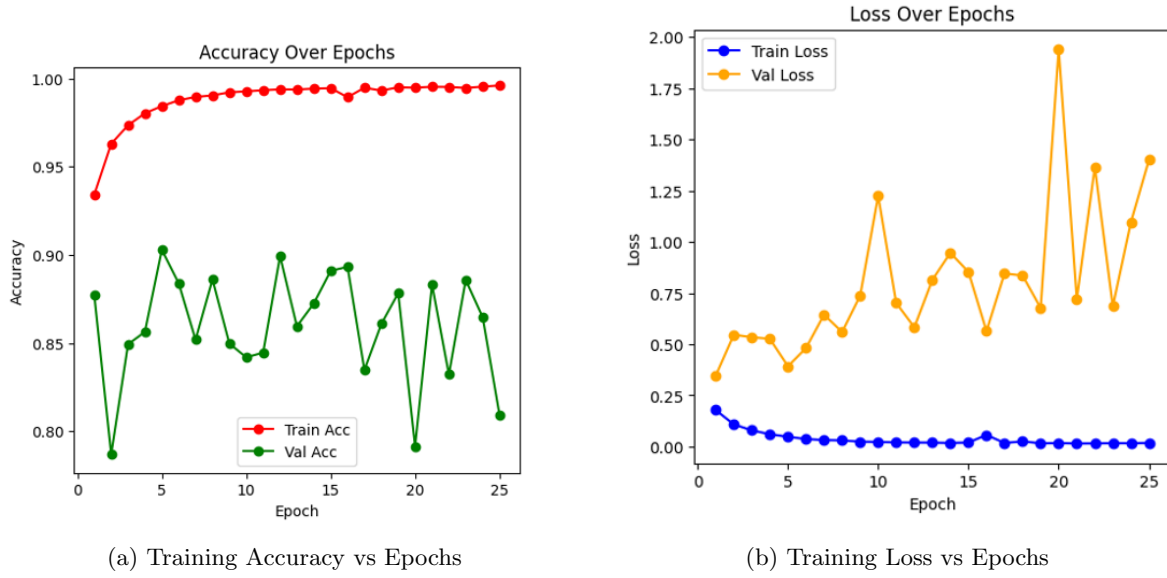 Accuracy Over Epochs
1.00
0.95
0.90
0.85
0.80
Accuracy
Train Acc
Val Acc
0 5 10 15 20 25
Epoch
(a) Training Accuracy vs Epochs
Loss Over Epochs
2.00
1.75
1.50
1.25
1.00
0.75
0.50
0.25
0.00
Loss
Train Loss
Val Loss
0 5 10 15 20 25
Epoch
(b) Training Loss vs Epochs